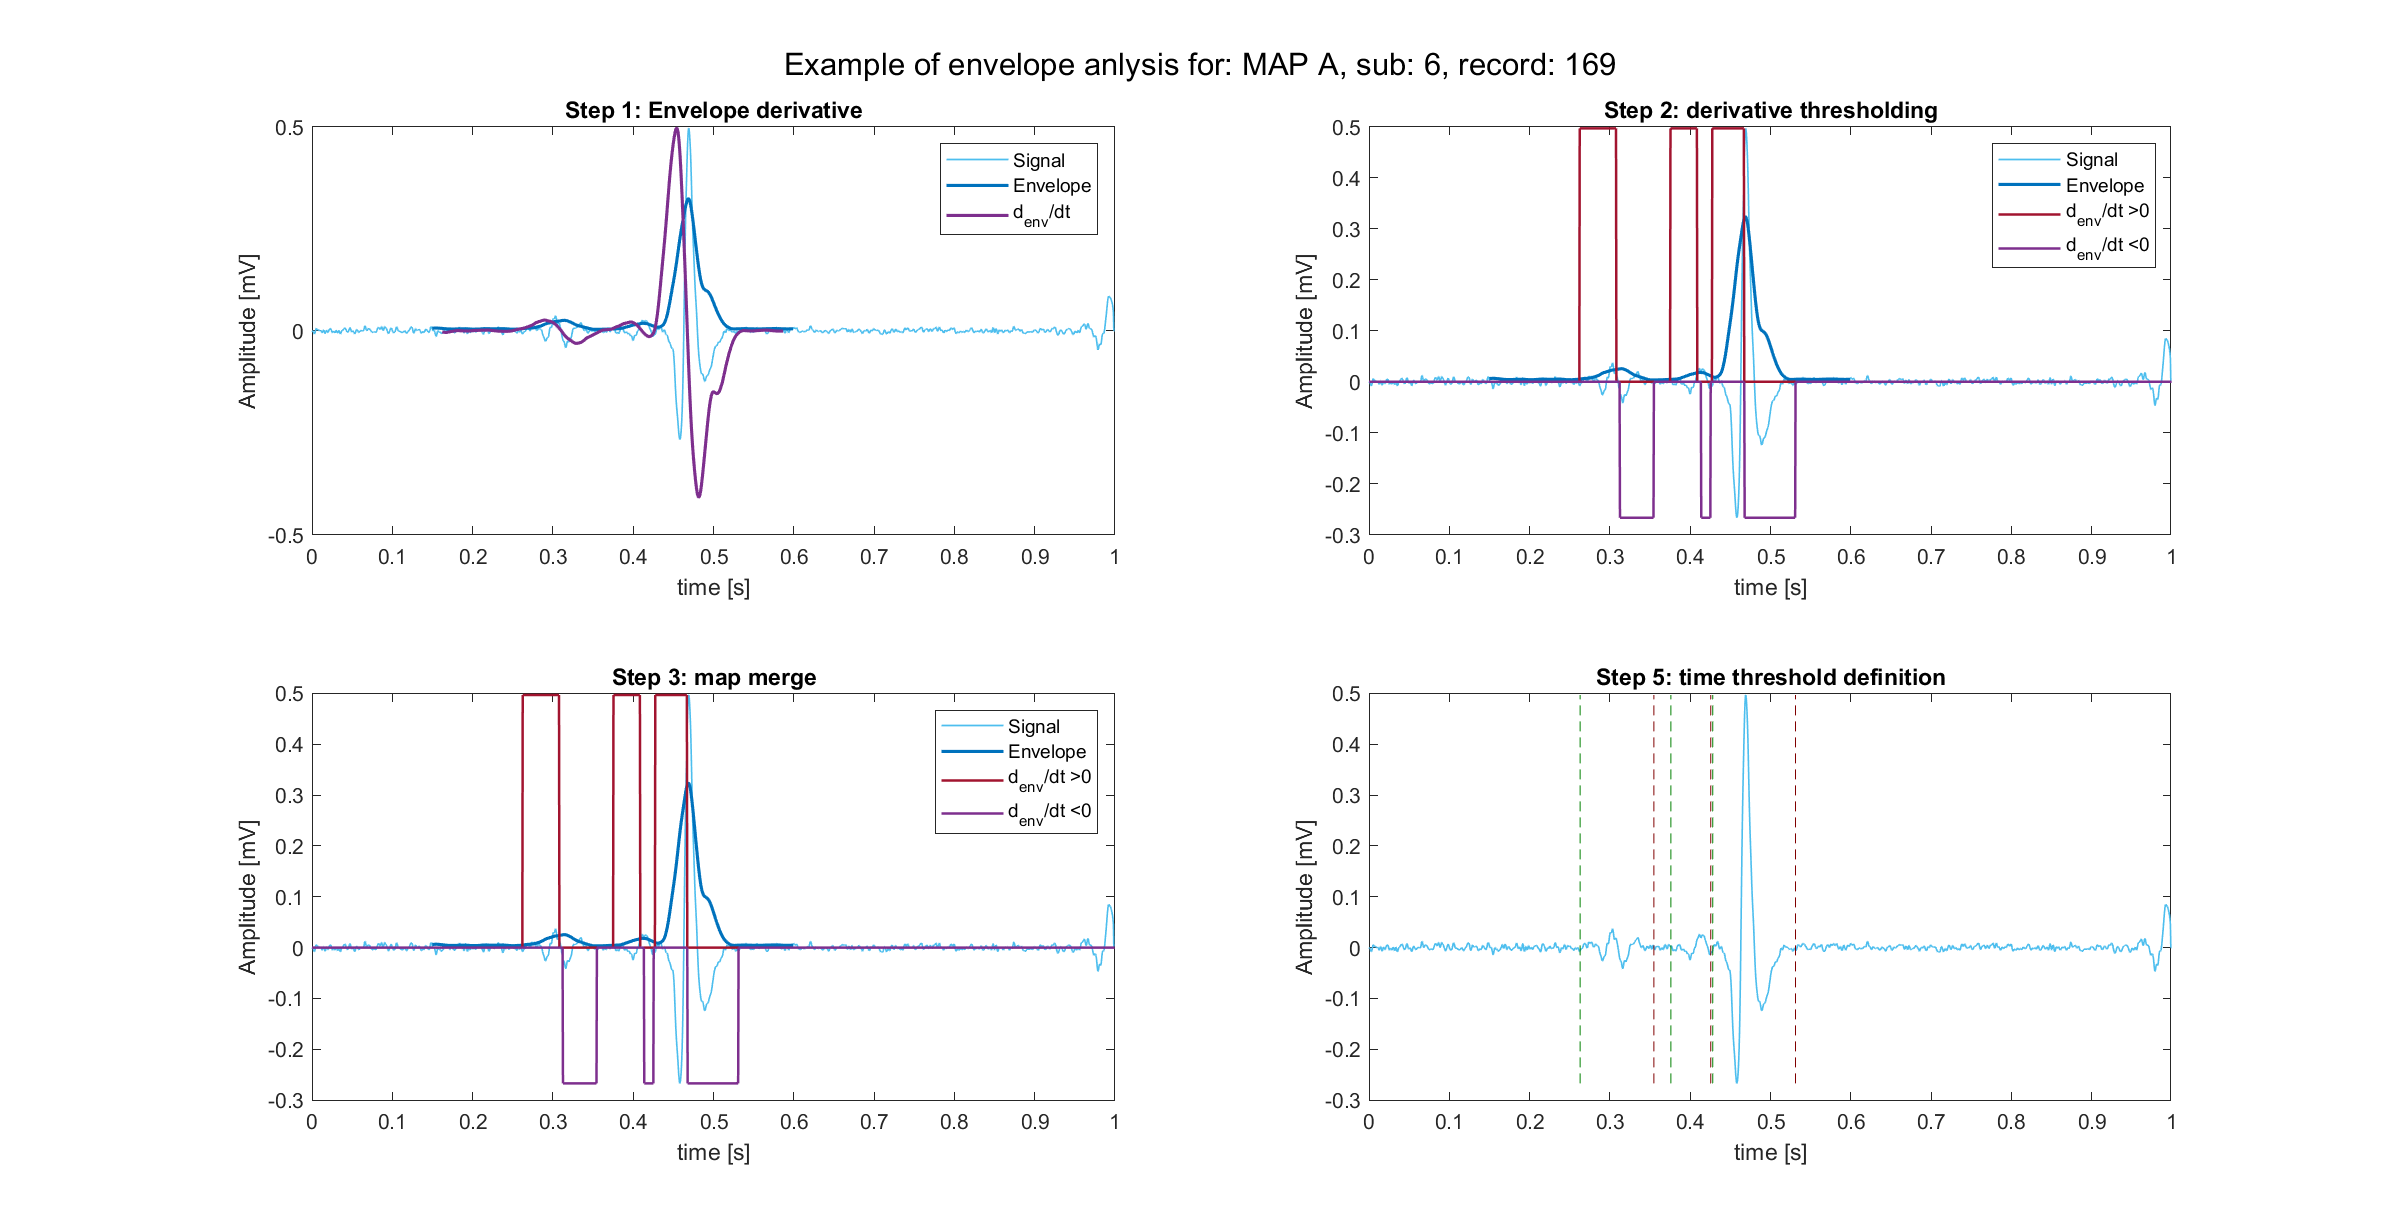 Example of envelope anlysis for: MAP A, sub: 6, record: 169
Step 1: Envelope derivative
0.5
0
-0.5
Amplitude [mV]
0 0.1 0.2 0.3 0.4 0.5 0.6 0.7 0.8 0.9 1
time [s]
Signal
Envelope
d_env/dt
Step 2: derivative thresholding
0.5
0.4
0.3
0.2
0.1
0
-0.1
-0.2
-0.3
Amplitude [mV]
0 0.1 0.2 0.3 0.4 0.5 0.6 0.7 0.8 0.9 1
time [s]
Signal
Envelope
d_env/dt >0
d_env/dt <0
Step 3: map merge
0.5
0.4
0.3
0.2
0.1
0
-0.1
-0.2
-0.3
Amplitude [mV]
0 0.1 0.2 0.3 0.4 0.5 0.6 0.7 0.8 0.9 1
time [s]
Signal
Envelope
d_env/dt >0
d_env/dt <0
Step 5: time threshold definition
0.5
0.4
0.3
0.2
0.1
0
-0.1
-0.2
-0.3
Amplitude [mV]
0 0.1 0.2 0.3 0.4 0.5 0.6 0.7 0.8 0.9 1
time [s]